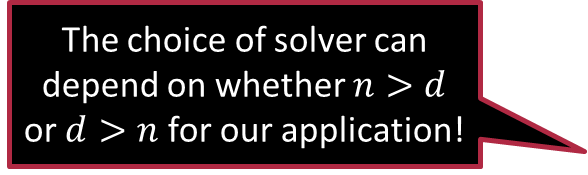 The choice of solver can
depend on whether 𝑛 > 𝑑
or 𝑑 > 𝑛 for our application!